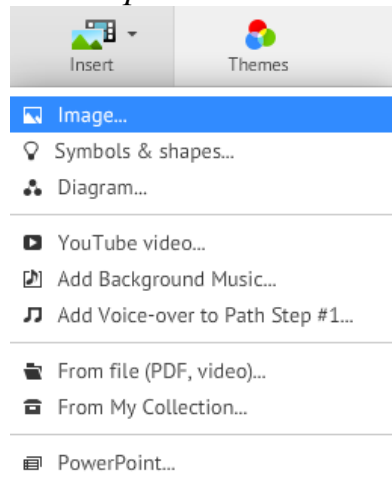 Insert
Themes
Image...
Symbols & shapes...
Diagram...
YouTube video...
Add Background Music...
Add Voice-over to Path Step #1...
From file (PDF, video)...
From My Collection...
PowerPoint...